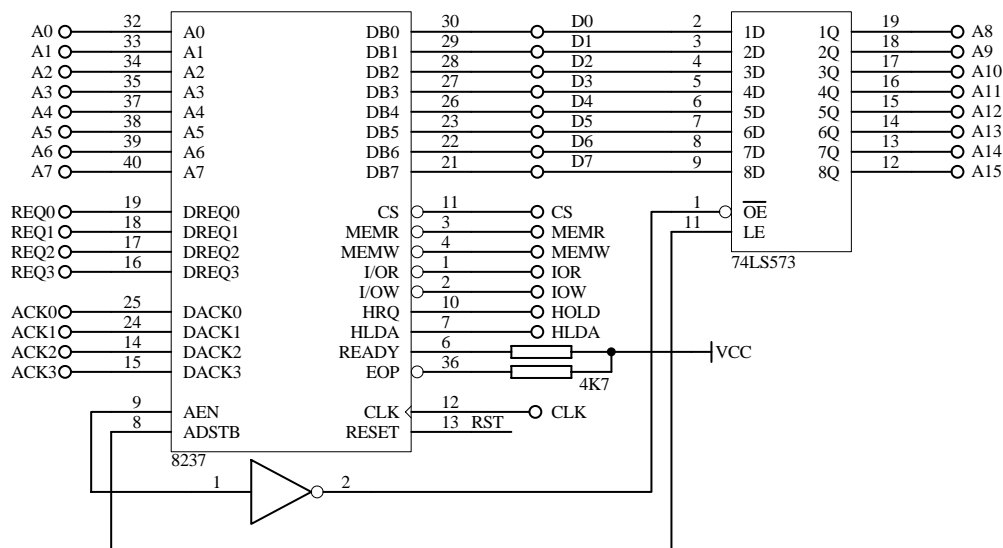 A0 32 A0 DB0 30 D0 2 1D 1Q 19 A8
A1 33 A1 DB1 29 D1 3 2D 2Q 18 A9
A2 34 A2 DB2 28 D2 4 3D 3Q 17 A10
A3 35 A3 DB3 27 D3 5 4D 4Q 16 A11
A4 37 A4 DB4 26 D4 6 5D 5Q 15 A12
A5 38 A5 DB5 23 D5 7 6D 6Q 14 A13
A6 39 A6 DB6 22 D6 8 7D 7Q 13 A14
A7 40 A7 DB7 21 D7 9 8D 8Q 12 A15
REQ0 19 DREQ0 CS 11 CS 1 OE
REQ1 18 DREQ1 MEMR 3 MEMR 11 LE
REQ2 17 DREQ2 MEMW 4 MEMW 74LS573
REQ3 16 DREQ3 I/OR 1 IOR
I/OW 2 IOW
ACK0 25 DACK0 HRQ 10 HOLD
ACK1 24 DACK1 HLDA 7 HLDA
ACK2 14 DACK2 READY 6 VCC
ACK3 15 DACK3 EOP 36 4K7
9 AEN CLK 12 CLK
8 ADSTB RESET 13 RST
8237
1 2